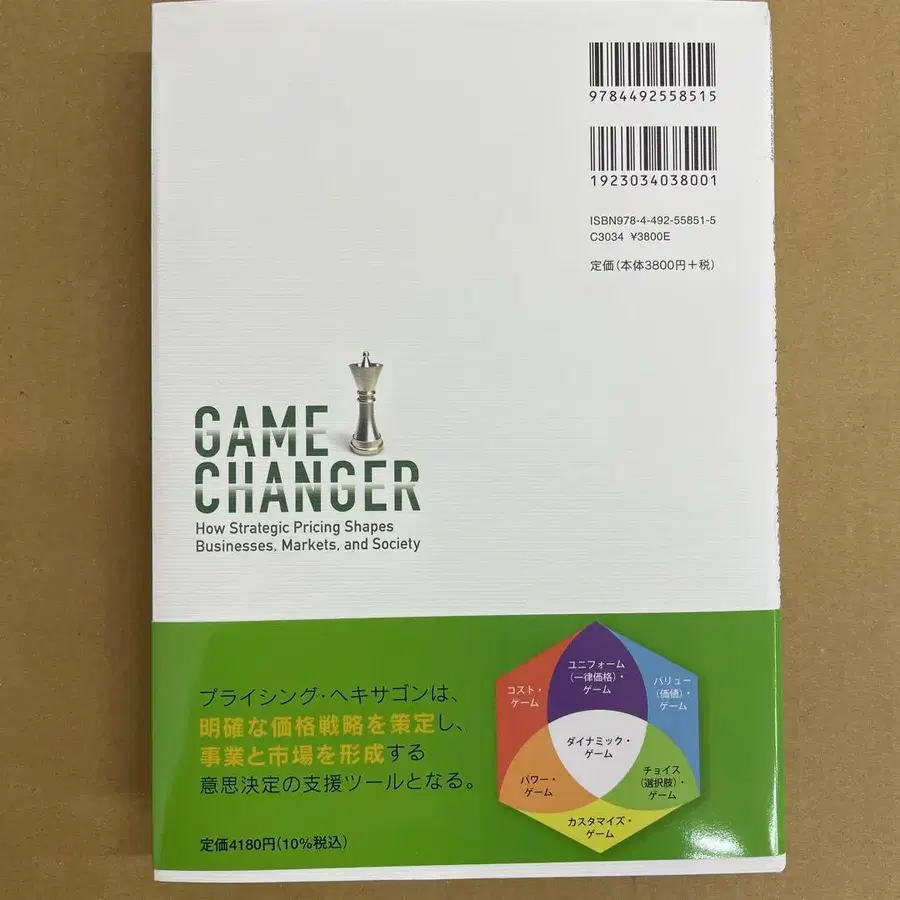 9784492558515
1923034038001
ISBN978-4-492-55851-5
C3034 ¥3800E
定価(本体3800円+税)
GAME
CHANGER
How Strategic Pricing Shapes
Businesses, Markets, and Society
プライシング・ヘキサゴンは、
明確な価格戦略を策定し、
事業と市場を形成する
意思決定の支援ツールとなる。
定価4180円(10%税込)
ユニフォーム
(一律価格)・
ゲーム
コスト・
ゲーム
バリュー
(価値)・
ゲーム
ダイナミック・
ゲーム
パワー・
ゲーム
チョイス
(選択肢)・
ゲーム
カスタマイズ・
ゲーム